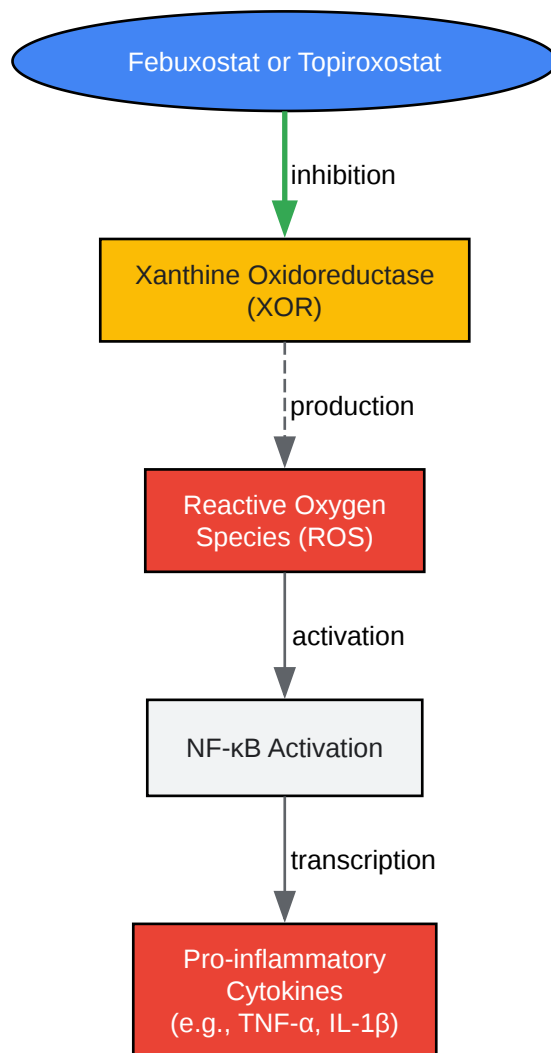 Febuxostat or Topiroxostat
inhibition
Xanthine Oxidoreductase
(XOR)
production
Reactive Oxygen
Species (ROS)
activation
NF-κB Activation
transcription
Pro-inflammatory
Cytokines
(e.g., TNF-α, IL-1β)